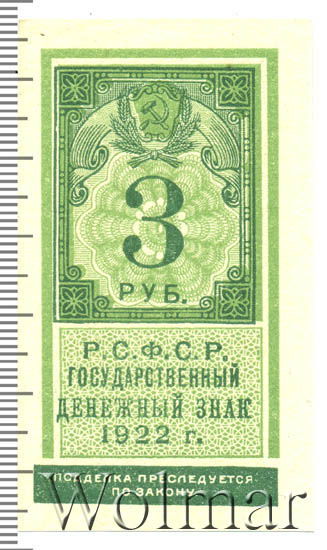 3
РУБ.
Р.С.Ф.С.Р.
ГОСУДАРСТВЕННЫЙ
ДЕНЕЖНЫЙ ЗНАК
1922 г.
ПОДДЕЛКА ПРЕСЛЕДУЕТСЯ
ПО ЗАКОНУ
Wolmar